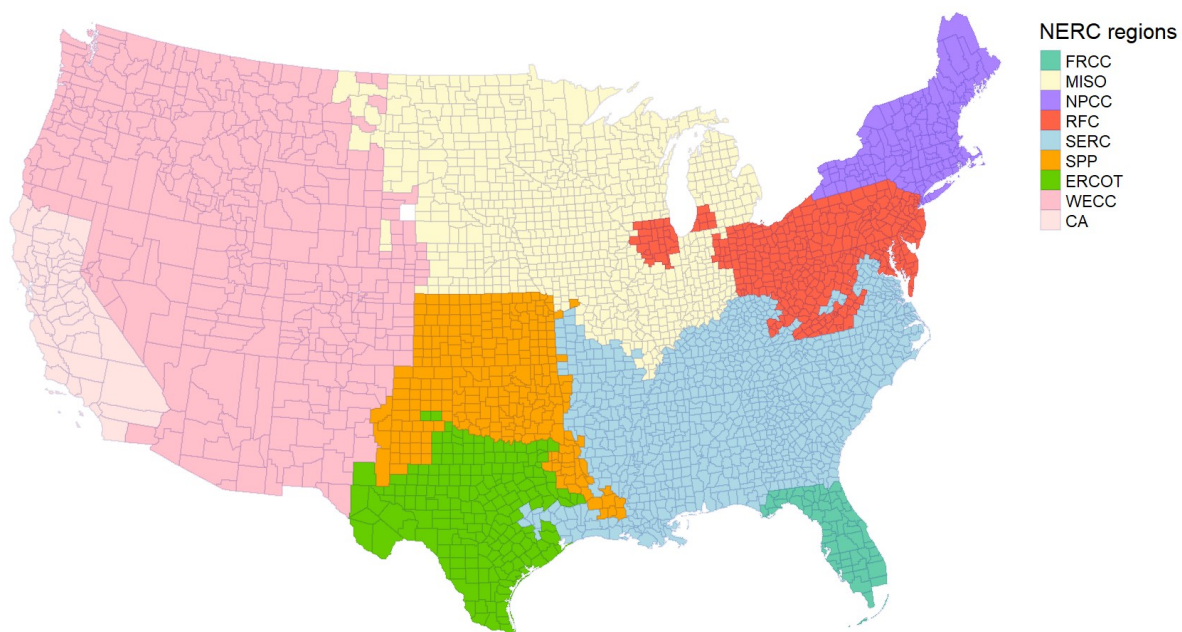 NERC regions
FRCC
MISO
NPCC
RFC
SERC
SPP
ERCOT
WECC
CA